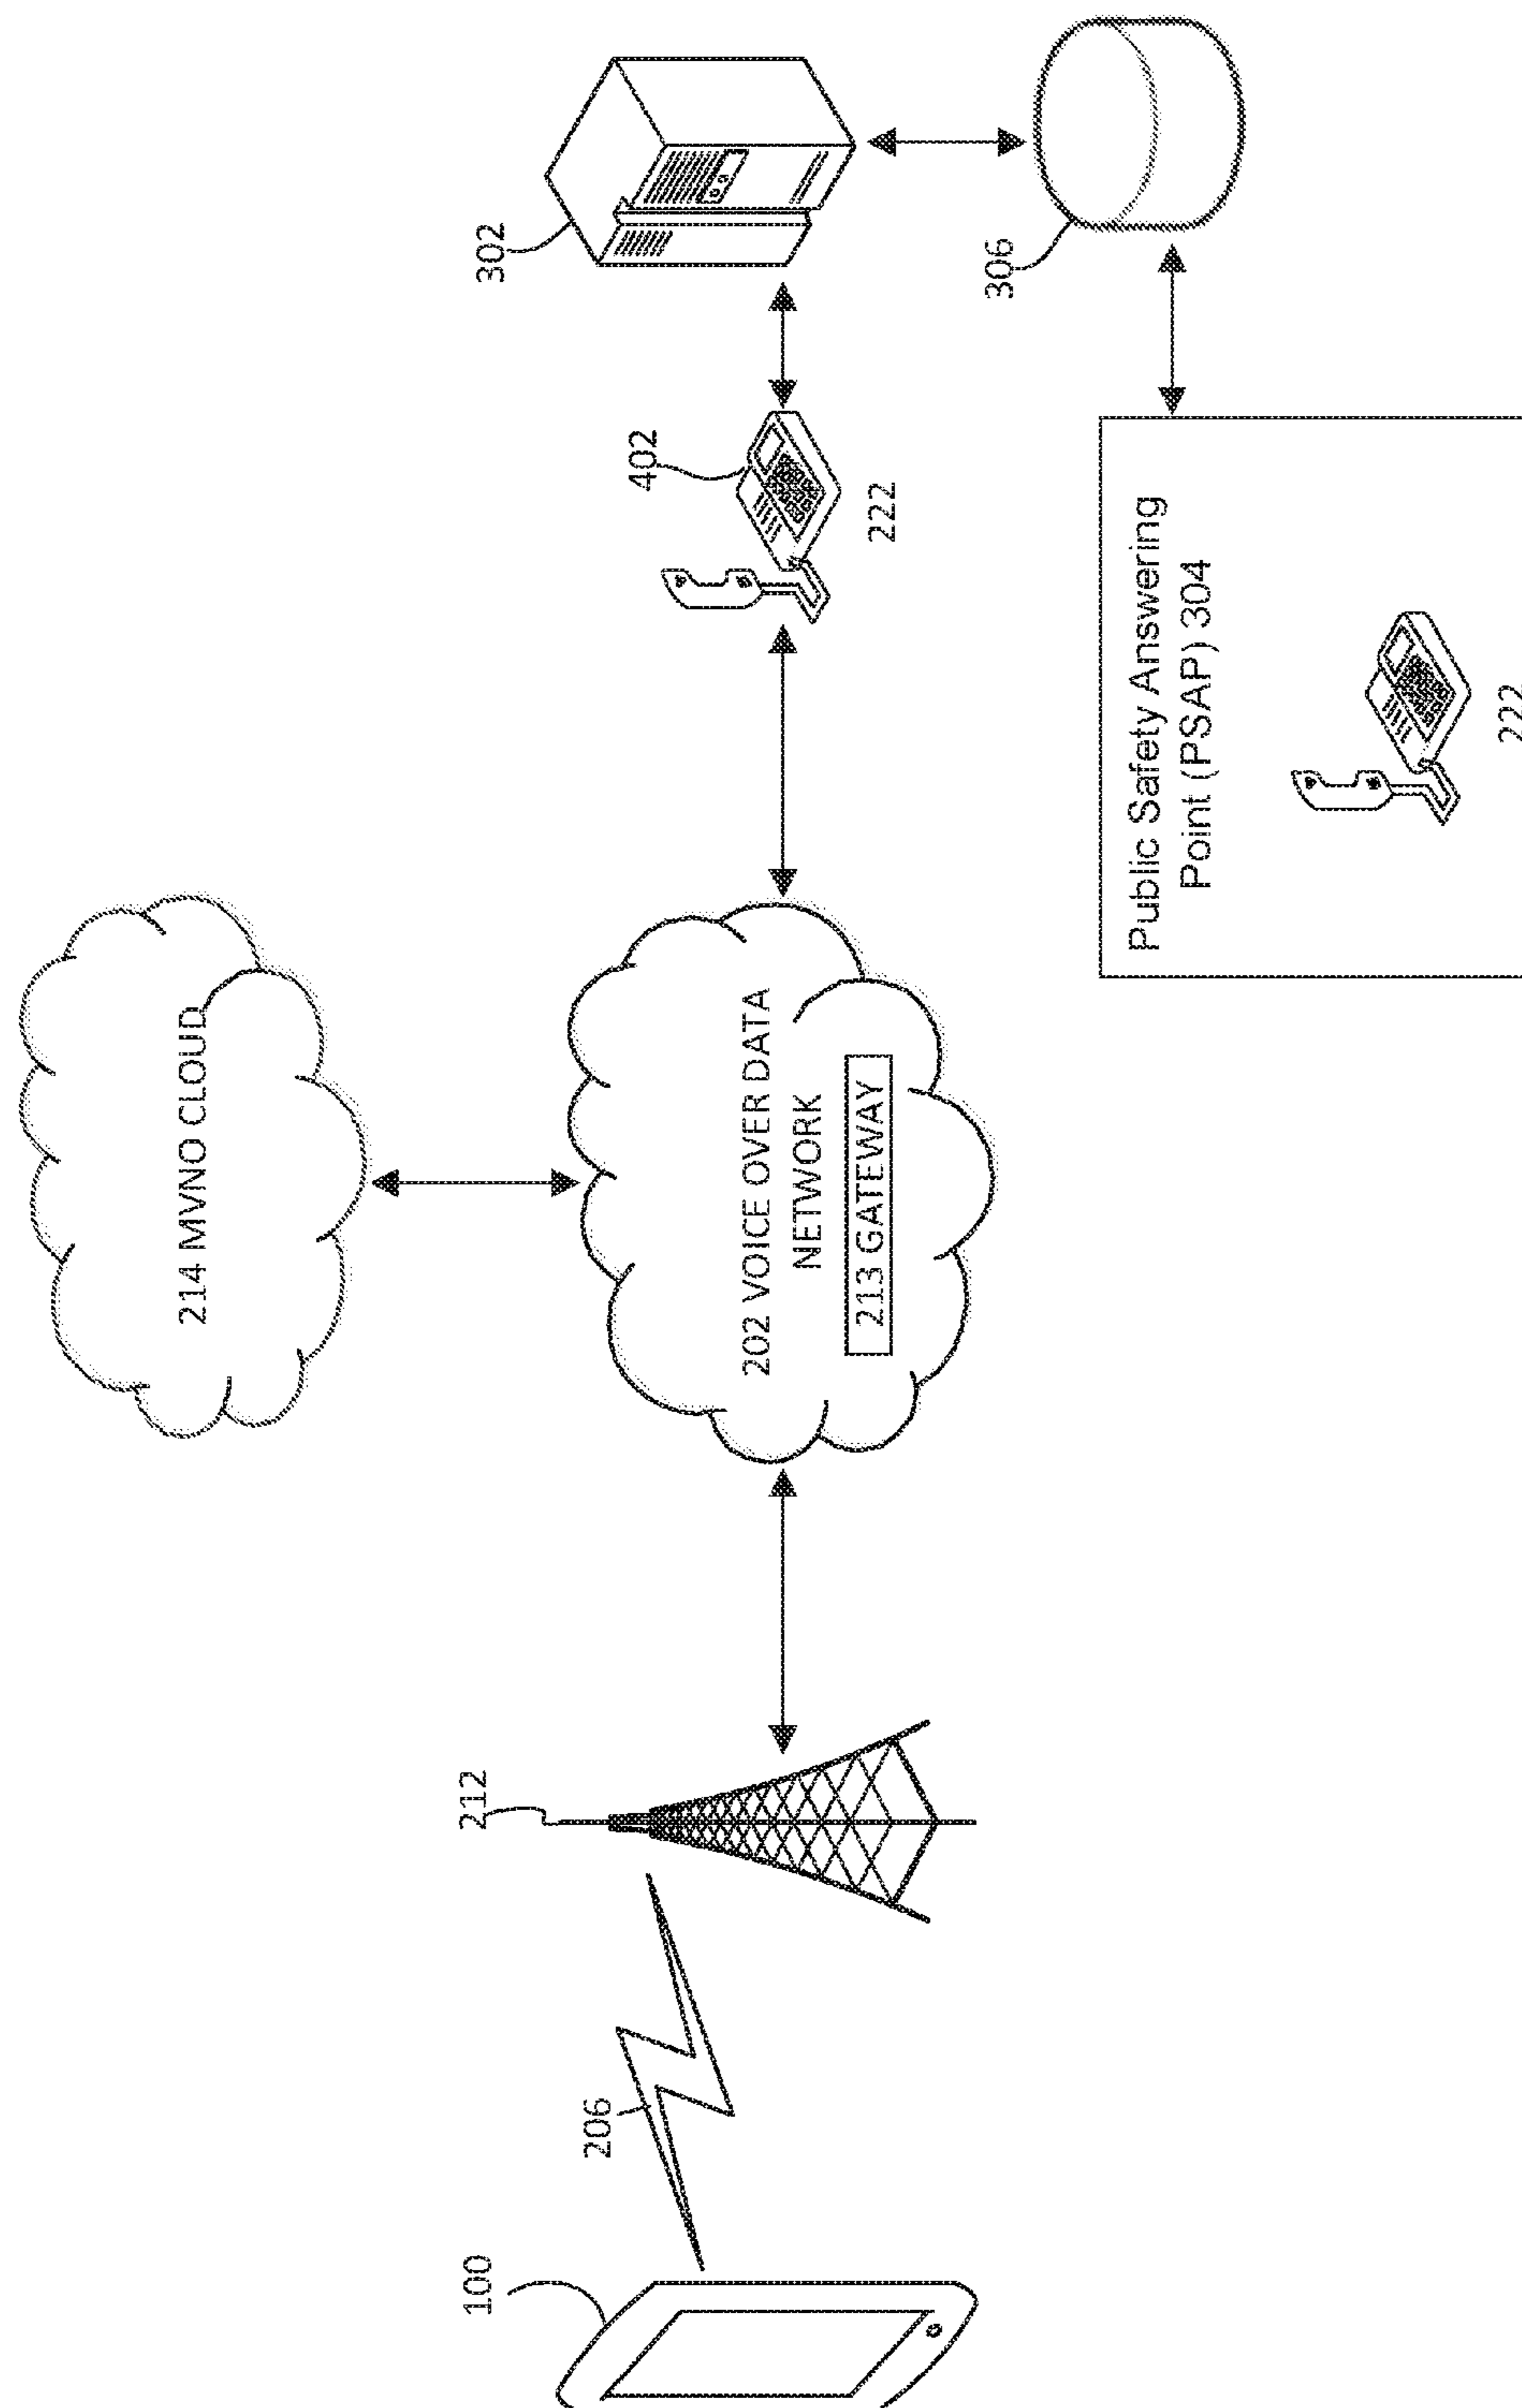 214 MVNO CLOUD
100
206
212
202 VOICE OVER DATA
NETWORK
213 GATEWAY
402
222
302
306
Public Safety Answering
Point (PSAP) 304
222